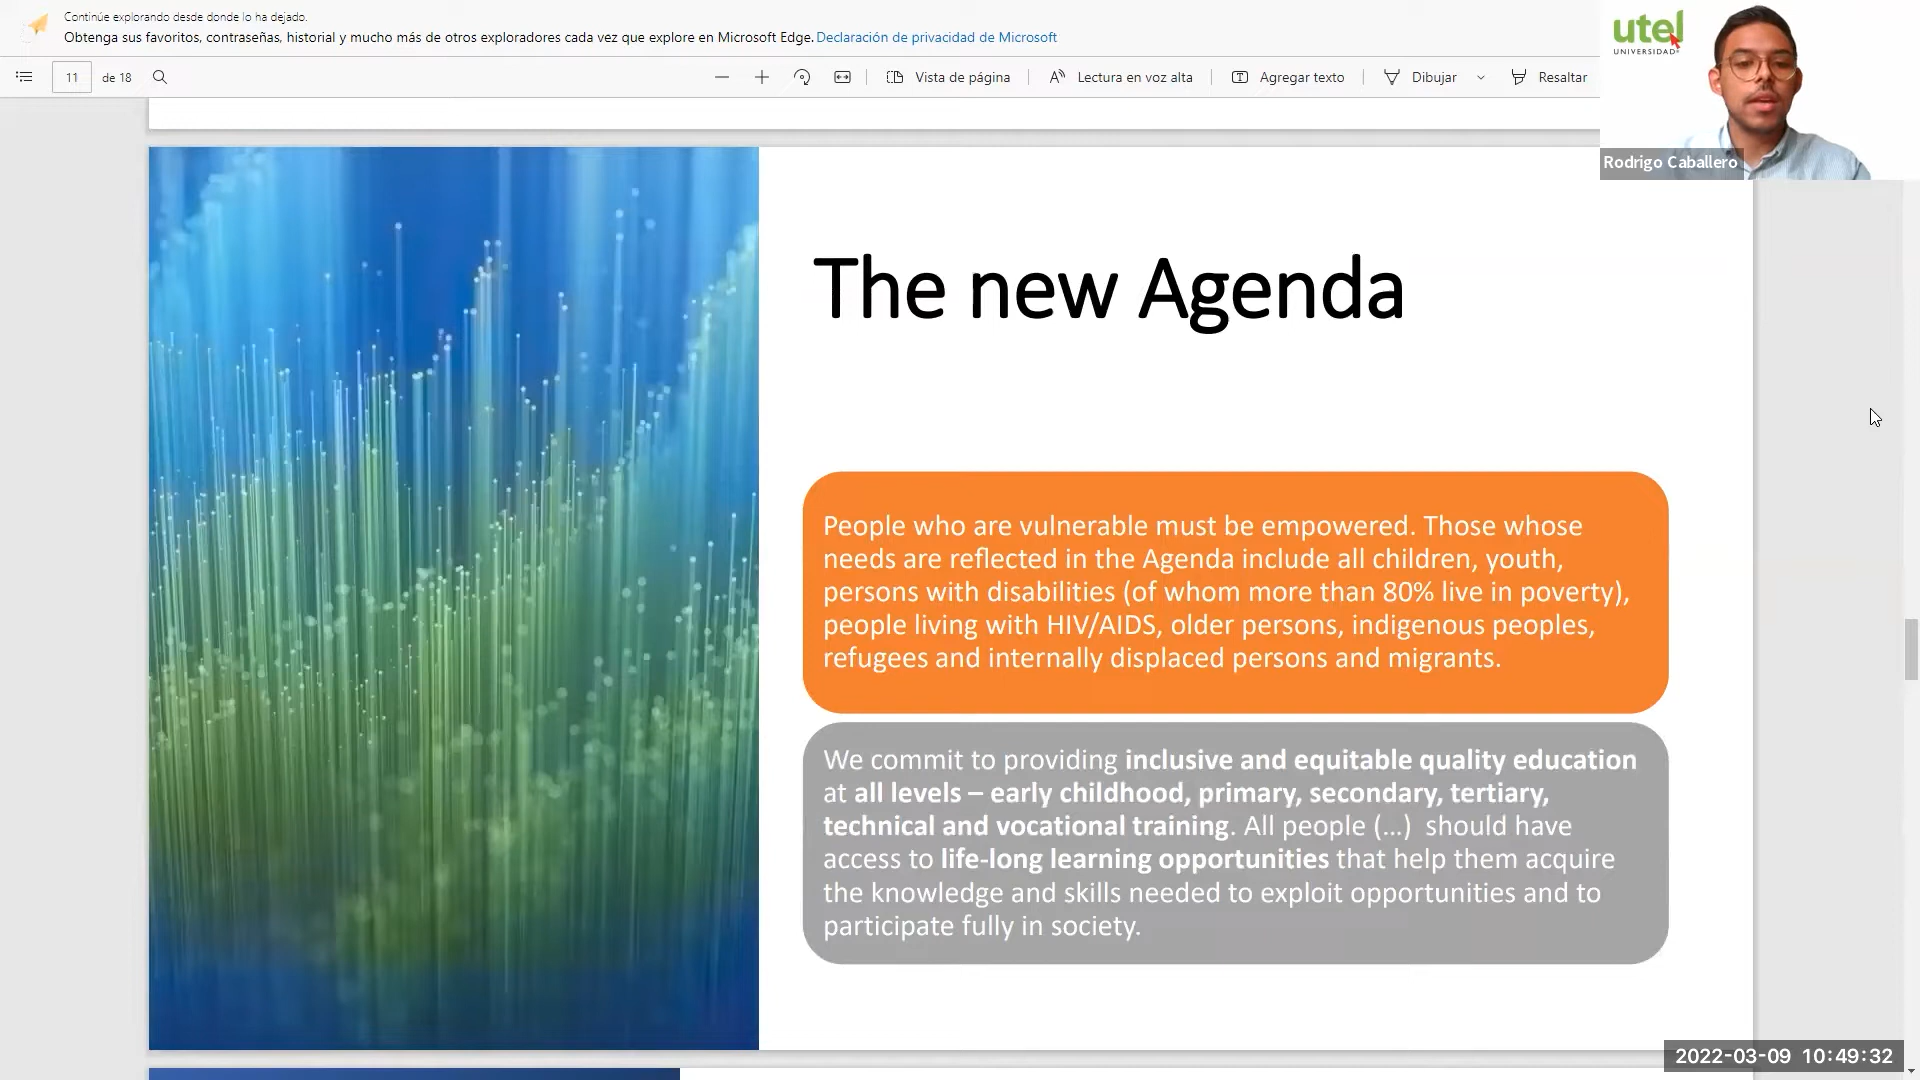 Continúe explorando desde donde lo ha dejado.
Obtenga sus favoritos, contraseñas, historial y mucho más de otros exploradores cada vez que explore en Microsoft Edge. Declaración de privacidad de Microsoft
11 de 18
Vista de página
Lectura en voz alta
Agregar texto
Dibujar
Resaltar
utel
UNIVERSIDAD
Rodrigo Caballero
The new Agenda
People who are vulnerable must be empowered. Those whose
needs are reflected in the Agenda include all children, youth,
persons with disabilities (of whom more than 80% live in poverty),
people living with HIV/AIDS, older persons, indigenous peoples,
refugees and internally displaced persons and migrants.
We commit to providing inclusive and equitable quality education
at all levels – early childhood, primary, secondary, tertiary,
technical and vocational training. All people (...)  should have
access to life-long learning opportunities that help them acquire
the knowledge and skills needed to exploit opportunities and to
participate fully in society.
2022-03-09 10:49:32